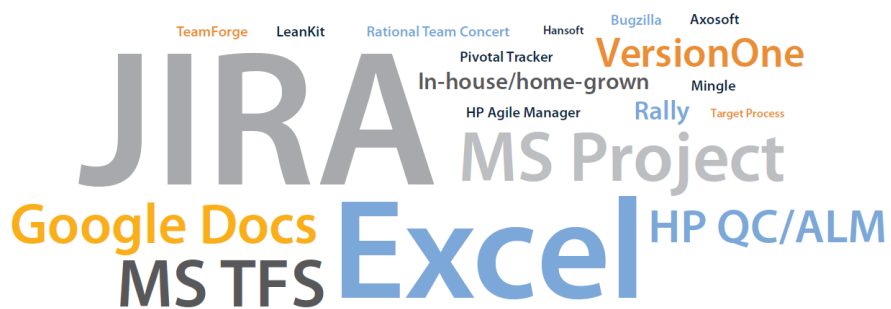 TeamForge
LeanKit
Rational Team Concert
Hansoft
Bugzilla
Axosoft
JIRA
Pivotal Tracker
VersionOne
In-house/home-grown
Mingle
HP Agile Manager
Rally
Target Process
MS Project
Google Docs
Excel
HP QC/ALM
MS TFS